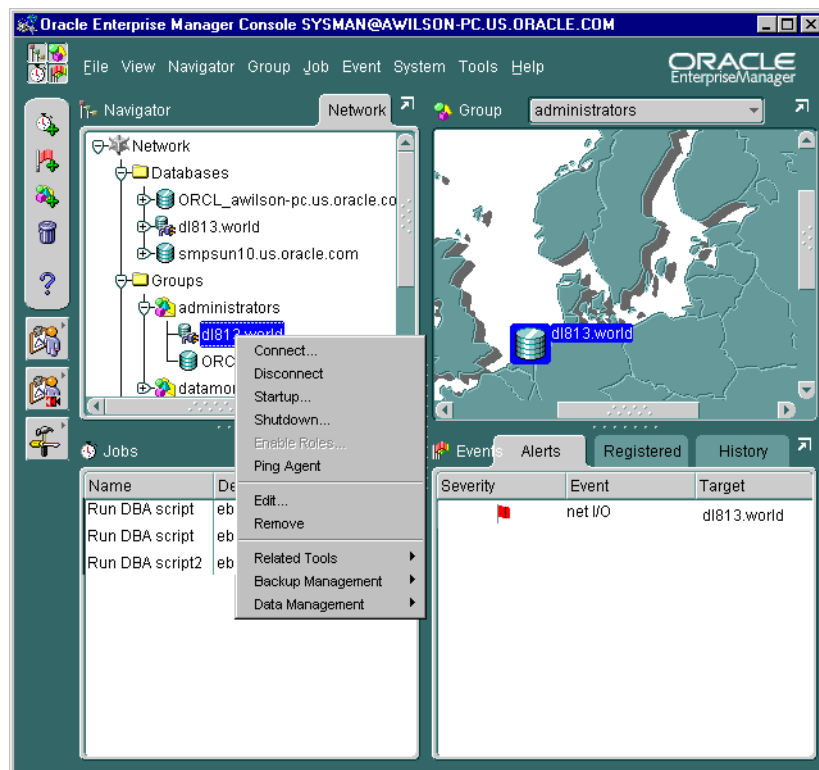 Oracle Enterprise Manager Console SYSMAN@AWILSON-PC.US.ORACLE.COM
File View Navigator Group Job Event System Tools Help
ORACLE
EnterpriseManager
Navigator
Network
Group
administrators
Network
Databases
ORCL_awilson-pc.us.oracle.co
dl813.world
smpsun10.us.oracle.com
Groups
administrators
dl813.world
ORC
datamo
dl813.world
Connect...
Disconnect
Startup...
Shutdown...
Enable Roles...
Ping Agent
Edit...
Remove
Related Tools
Backup Management
Data Management
Jobs
Name De
Run DBA script eb
Run DBA script eb
Run DBA script2 eb
Events Alerts Registered History
Severity Event Target
net I/O dl813.world